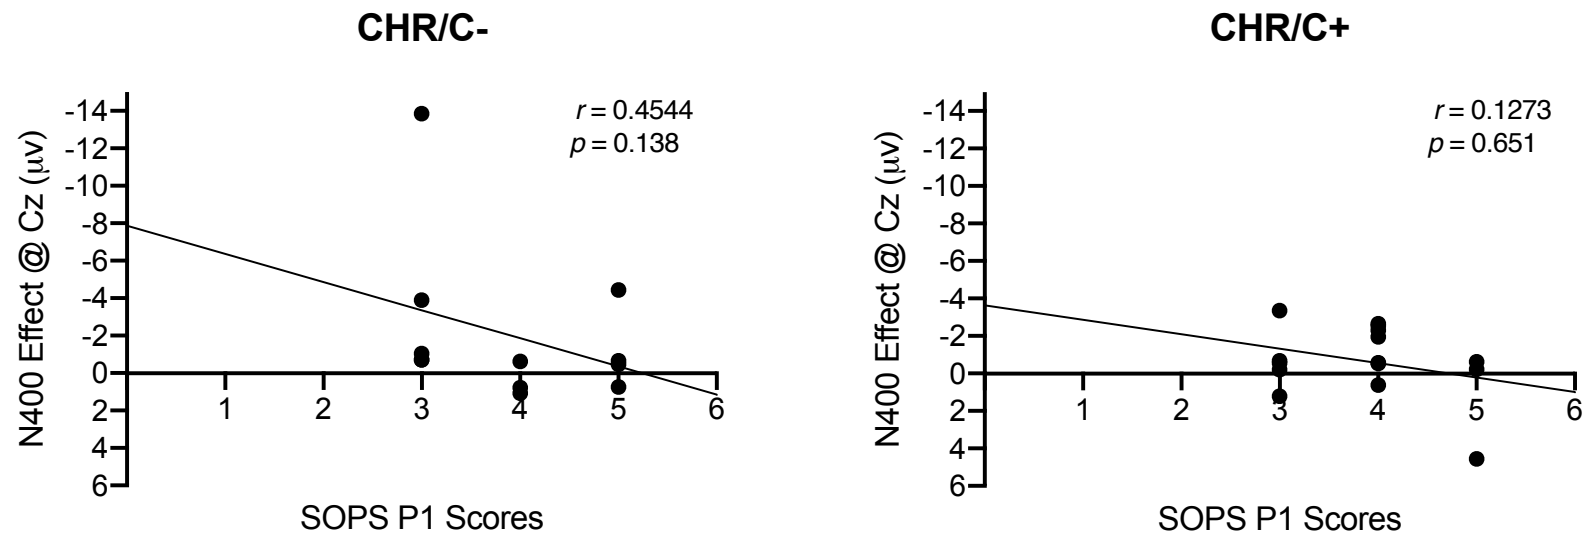 CHR/C-
r = 0.4544
p = 0.138
N400 Effect @ Cz (μv)
-14
-12
-10
-8
-6
-4
-2
0
2
4
6
1 2 3 4 5 6
SOPS P1 Scores
CHR/C+
r = 0.1273
p = 0.651
N400 Effect @ Cz (μv)
-14
-12
-10
-8
-6
-4
-2
0
2
4
6
1 2 3 4 5 6
SOPS P1 Scores